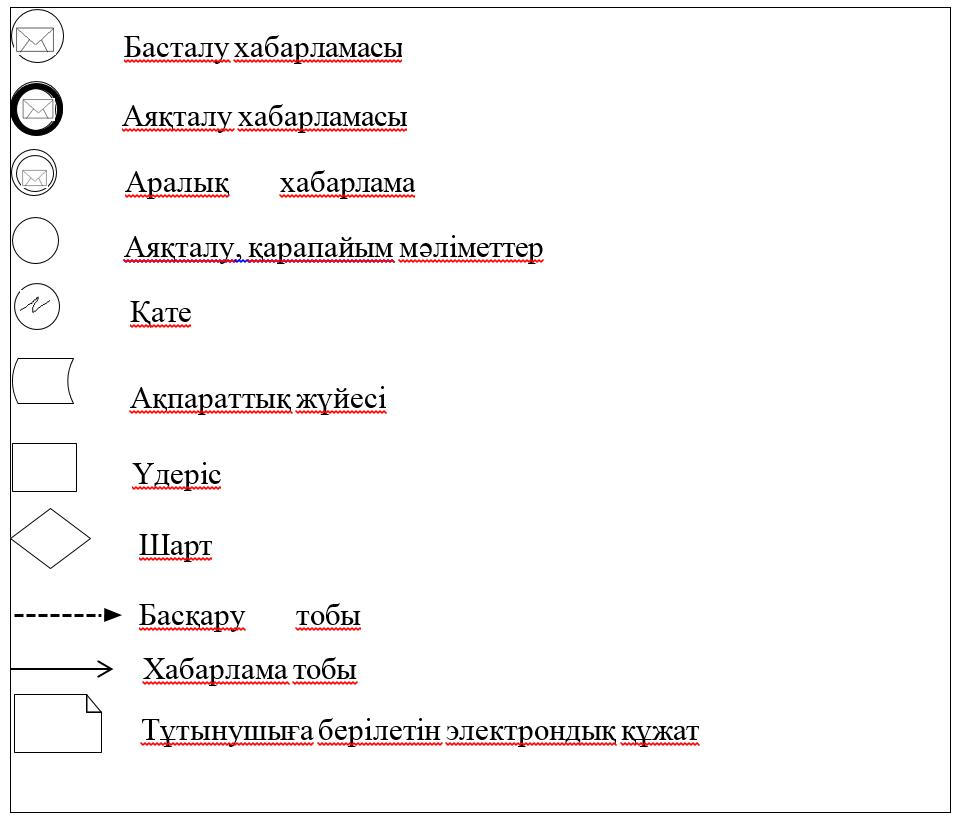 Басталу хабарламасы
Аяқталу хабарламасы
Аралық хабарлама
Аяқталу, қарапайым мәліметтер
Қате
Ақпараттық жүйесі
Үдеріс
Шарт
Басқару тобы
Хабарлама тобы
Тұтынушыға берілетін электрондық құжат